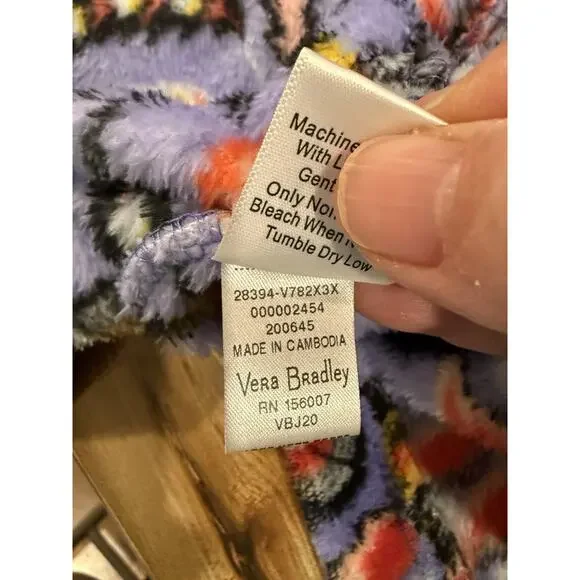 Machine
With
Gent
Only Non
Bleach When N
Tumble Dry Low
28394-V782X3X
000002454
200645
MADE IN CAMBODIA
Vera Bradley
RN 156007
VBJ20